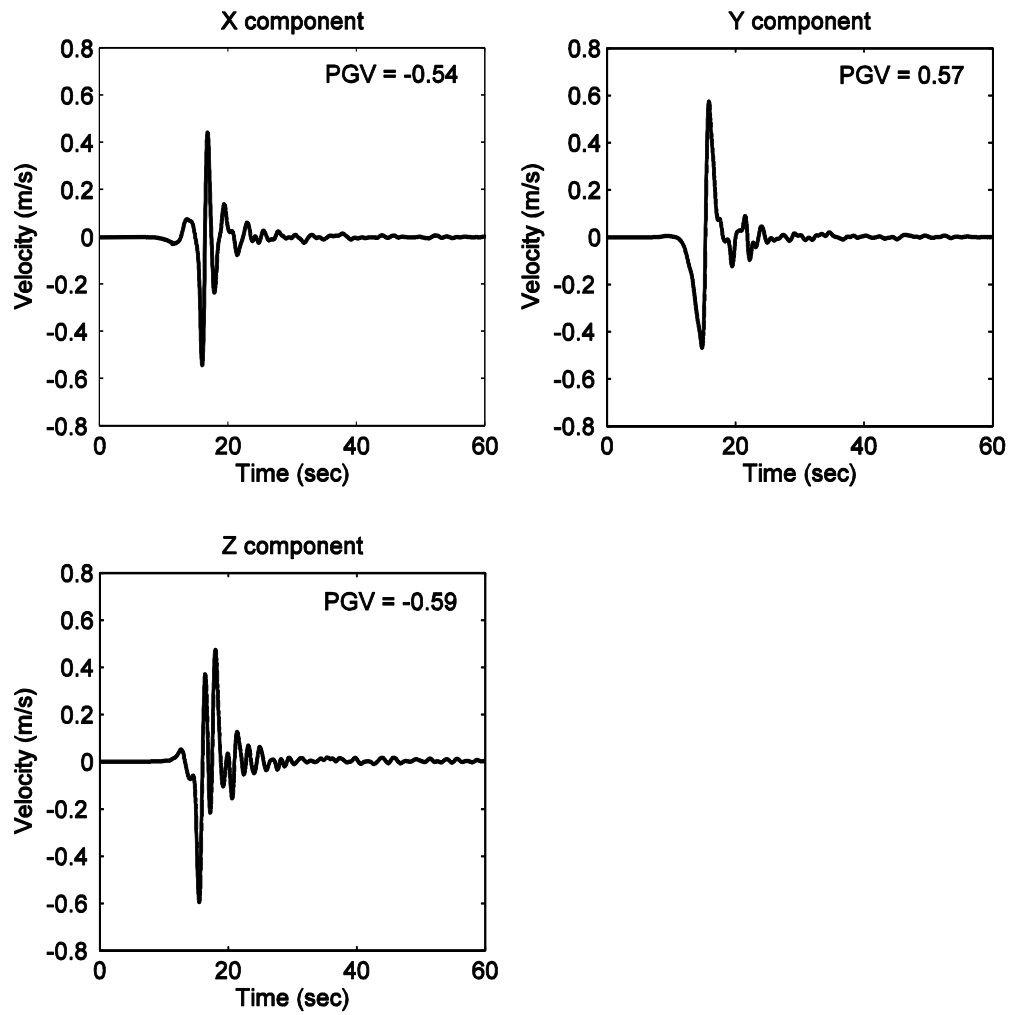 X component
PGV = -0.54
0.8
0.6
0.4
0.2
0
-0.2
-0.4
-0.6
-0.8
Velocity (m/s)
0 20 40 60
Time (sec)
Y component
PGV = 0.57
0.8
0.6
0.4
0.2
0
-0.2
-0.4
-0.6
-0.8
Velocity (m/s)
0 20 40 60
Time (sec)
Z component
PGV = -0.59
0.8
0.6
0.4
0.2
0
-0.2
-0.4
-0.6
-0.8
Velocity (m/s)
0 20 40 60
Time (sec)